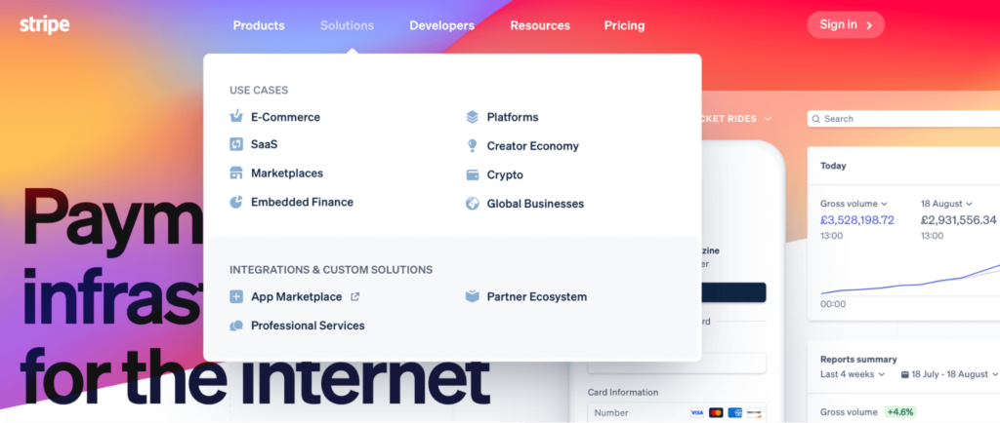 stripe
Products Solutions Developers Resources Pricing
Sign in
USE CASES
E-Commerce
SaaS
Marketplaces
Embedded Finance
Platforms
Creator Economy
Crypto
Global Businesses
INTEGRATIONS & CUSTOM SOLUTIONS
App Marketplace
Professional Services
Partner Ecosystem
Paym
infrast
for the Internet
CKET RIDES
Search
Today
Gross volume
£3,528,198.72
13:00
18 August
£2,931,556.34
13:00
00:00
Reports summary
Last 4 weeks 18 July - 18 August
Gross volume +4.6%
zine
er
rd
Card Information
Number VISA